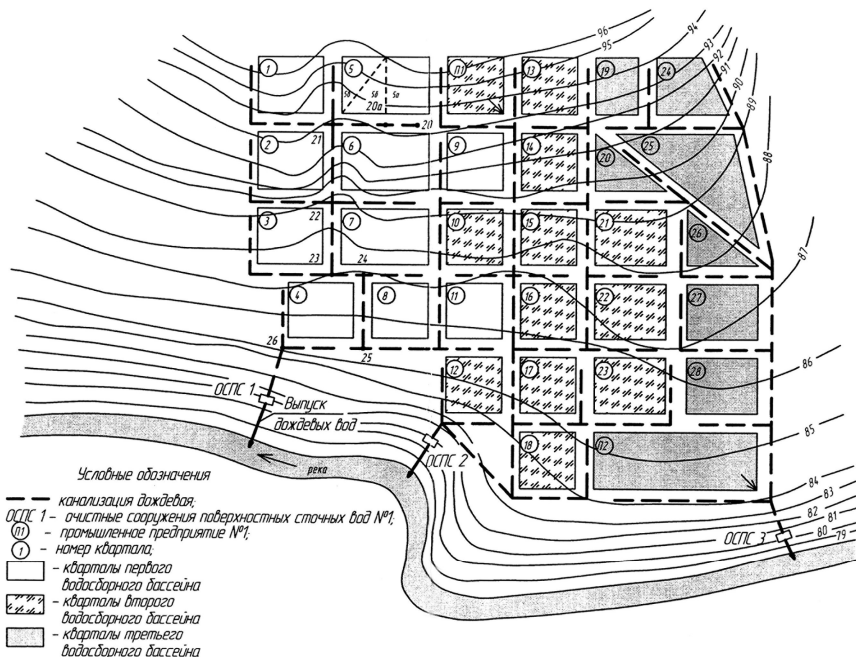 96
95
94
93
92
91
90
89
88
87
86
85
84
83
82
81
80
79
1
5
П1
13
19
24
5а
5б
5а
20а
20
2
21
6
9
14
20
25
3
22
7
10
15
21
26
23
24
4
8
11
16
22
27
26
25
12
17
23
28
18
П2
ОСПС 1
Выпуск
дождевых вод
ОСПС 2
ОСПС 3
река
Условные обозначения
- канализация дождевая;
ОСПС 1 - очистные сооружения поверхностных сточных вод №1;
П1 - промышленное предприятие №1;
1 - номер квартала;
- кварталы первого
водосборного бассейна
- кварталы второго
водосборного бассейна
- кварталы третьего
водосборного бассейна